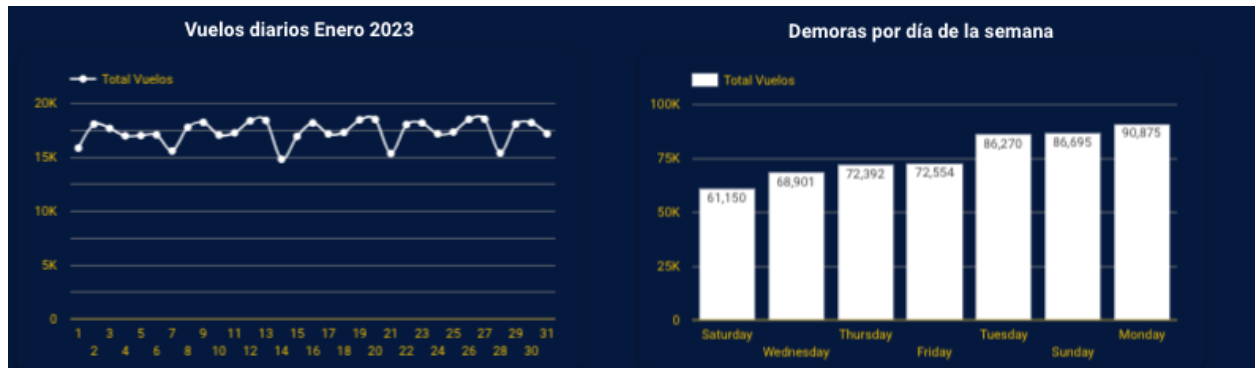 Vuelos diarios Enero 2023
Total Vuelos
20K
15K
10K
5K
0
1 3 5 7 9 11 13 15 17 19 21 23 25 27 29 31
2 4 6 8 10 12 14 16 18 20 22 24 26 28 30
Demoras por día de la semana
Total Vuelos
100K
75K
50K
25K
0
61,150 68,901 72,392 72,554 86,270 86,695 90,875
Saturday Thursday Tuesday Monday
Wednesday Friday Sunday